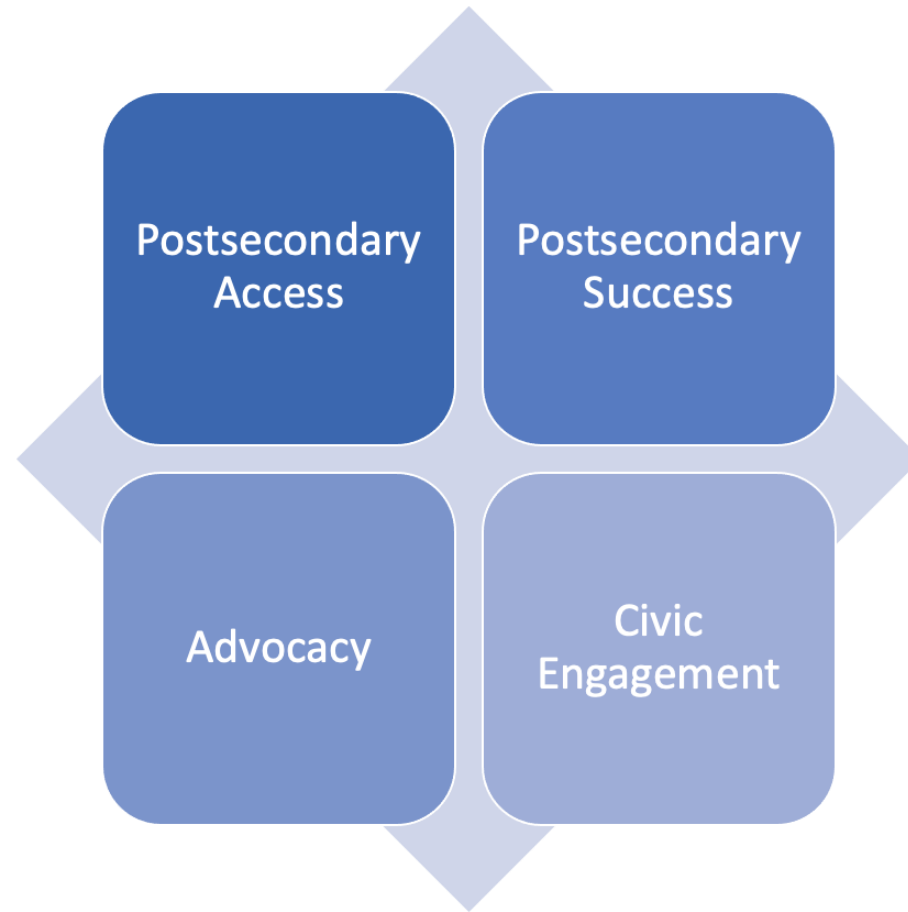 Postsecondary
Access
Postsecondary
Success
Advocacy
Civic
Engagement